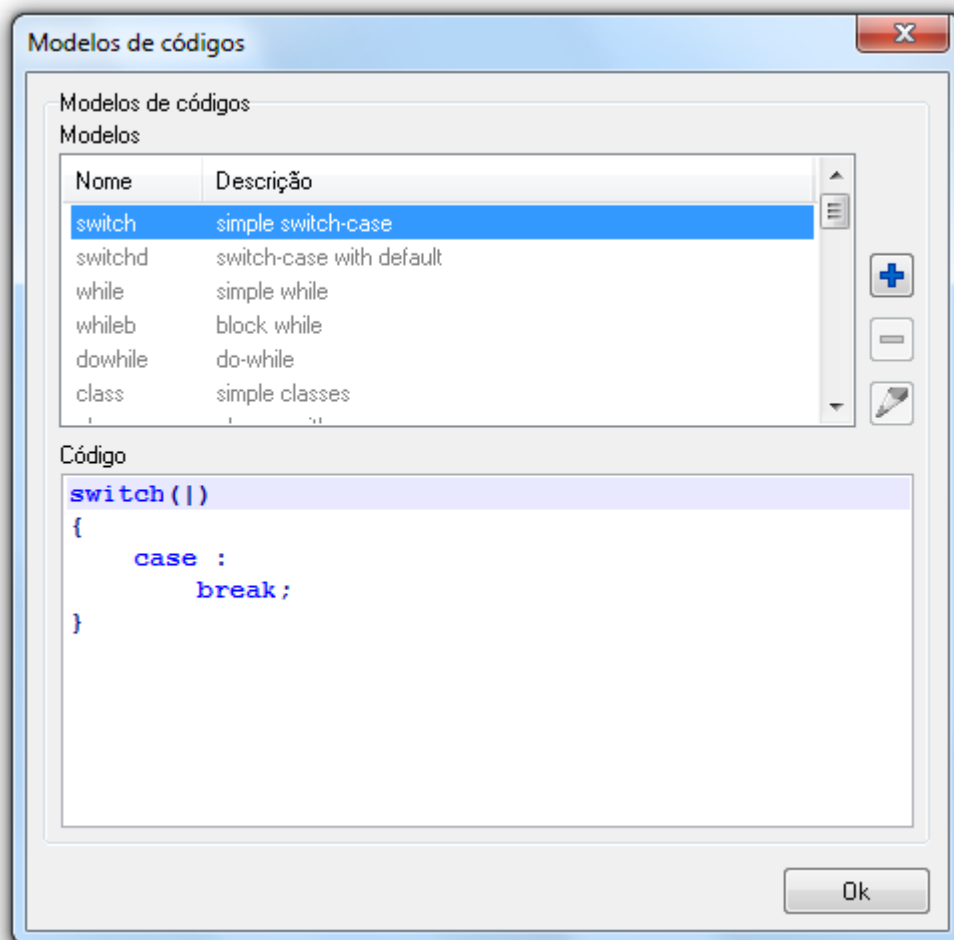 Modelos de códigos
Modelos de códigos
Modelos
Nome Descrição
switch simple switch-case
switchd switch-case with default
while simple while
whileb block while
dowhile do-while
class simple classes
Código
switch(|)
{
    case :
        break;
}
Ok